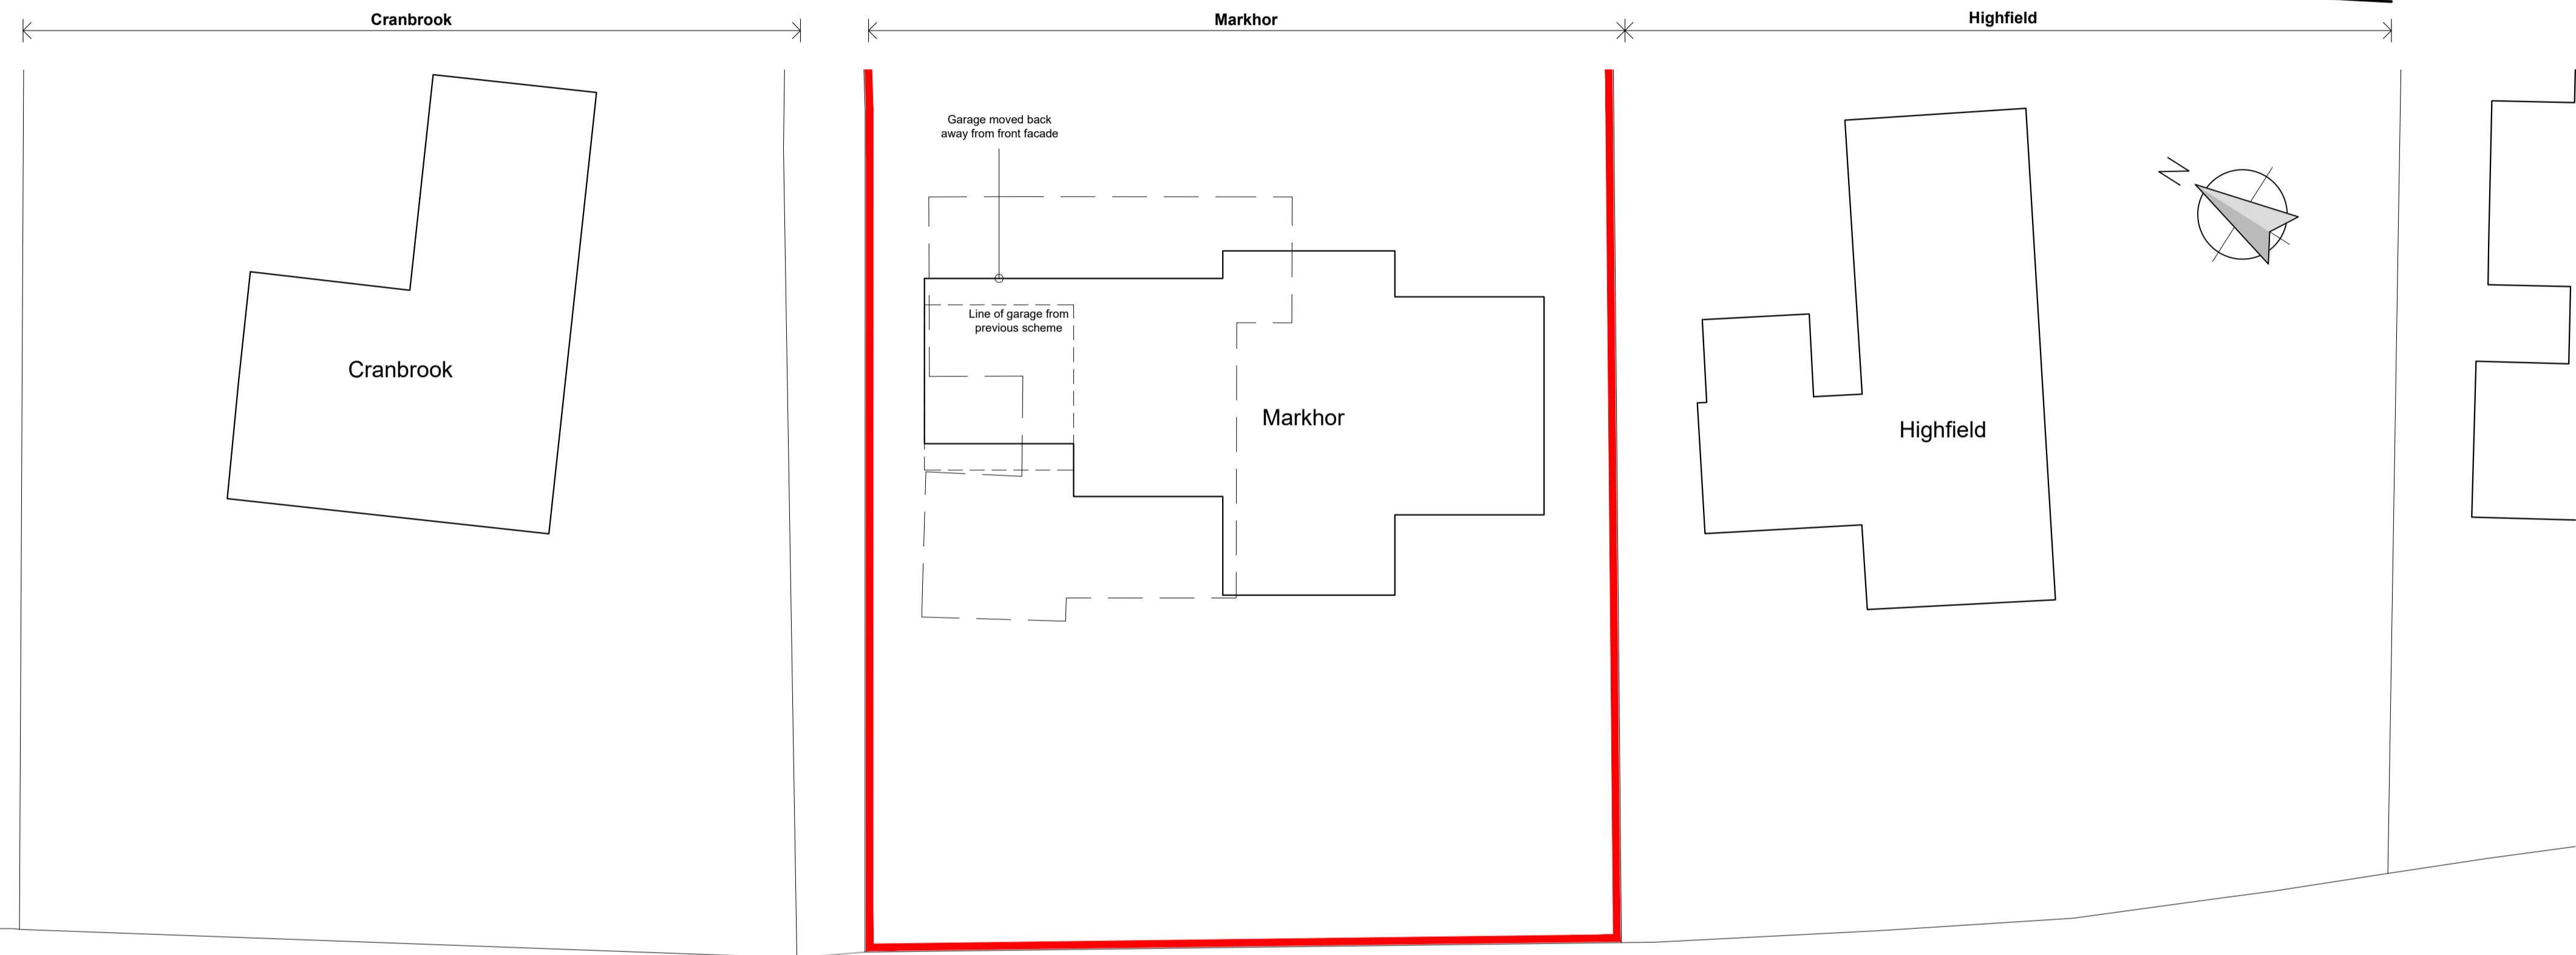 Cranbrook
Markhor
Highfield
Garage moved back
away from front facade
N
Line of garage from
previous scheme
Cranbrook
Markhor
Highfield